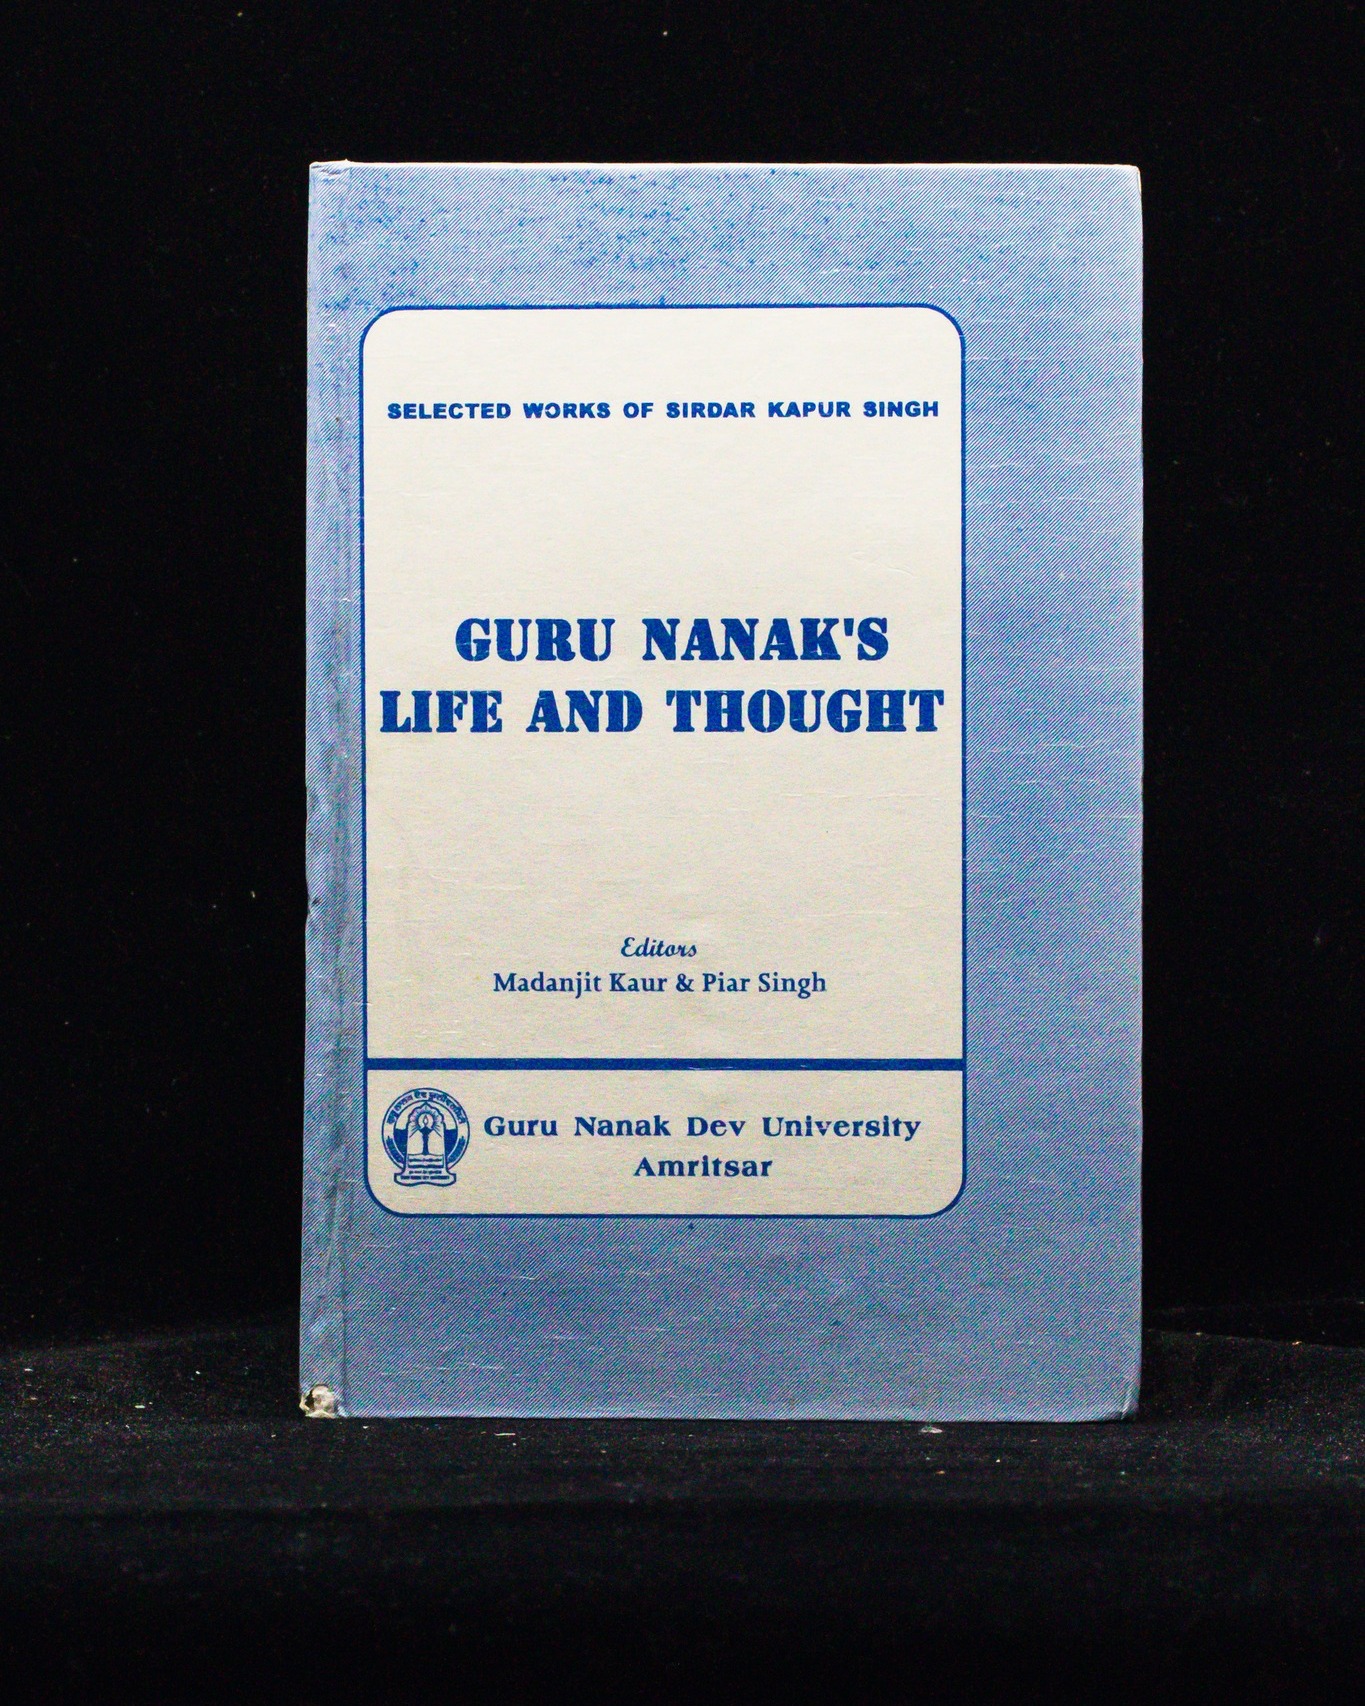 SELECTED WORKS OF SIRDAR KAPUR SINGH
GURU NANAK'S
LIFE AND THOUGHT
Editors
Madanjit Kaur & Piar Singh
Guru Nanak Dev University
Amritsar